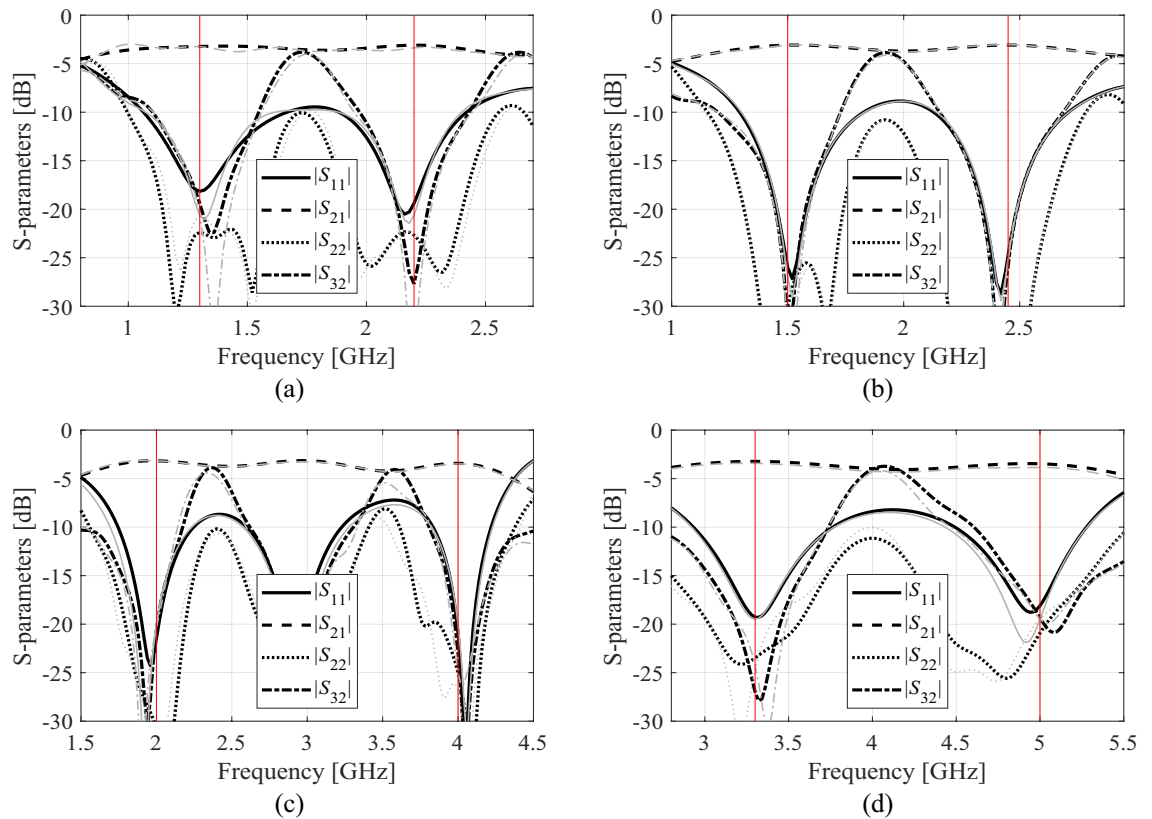 0
-5
-10
-15
-20
-25
-30
S-parameters [dB]
|S11|
|S21|
|S22|
|S32|
1
1.5
2
2.5
Frequency [GHz]
(a)
0
-5
-10
-15
-20
-25
-30
S-parameters [dB]
|S11|
|S21|
|S22|
|S32|
1
1.5
2
2.5
Frequency [GHz]
(b)
0
-5
-10
-15
-20
-25
-30
S-parameters [dB]
|S11|
|S21|
|S22|
|S32|
1.5
2
2.5
3
3.5
4
4.5
Frequency [GHz]
(c)
0
-5
-10
-15
-20
-25
-30
S-parameters [dB]
|S11|
|S21|
|S22|
|S32|
3
3.5
4
4.5
5
5.5
Frequency [GHz]
(d)